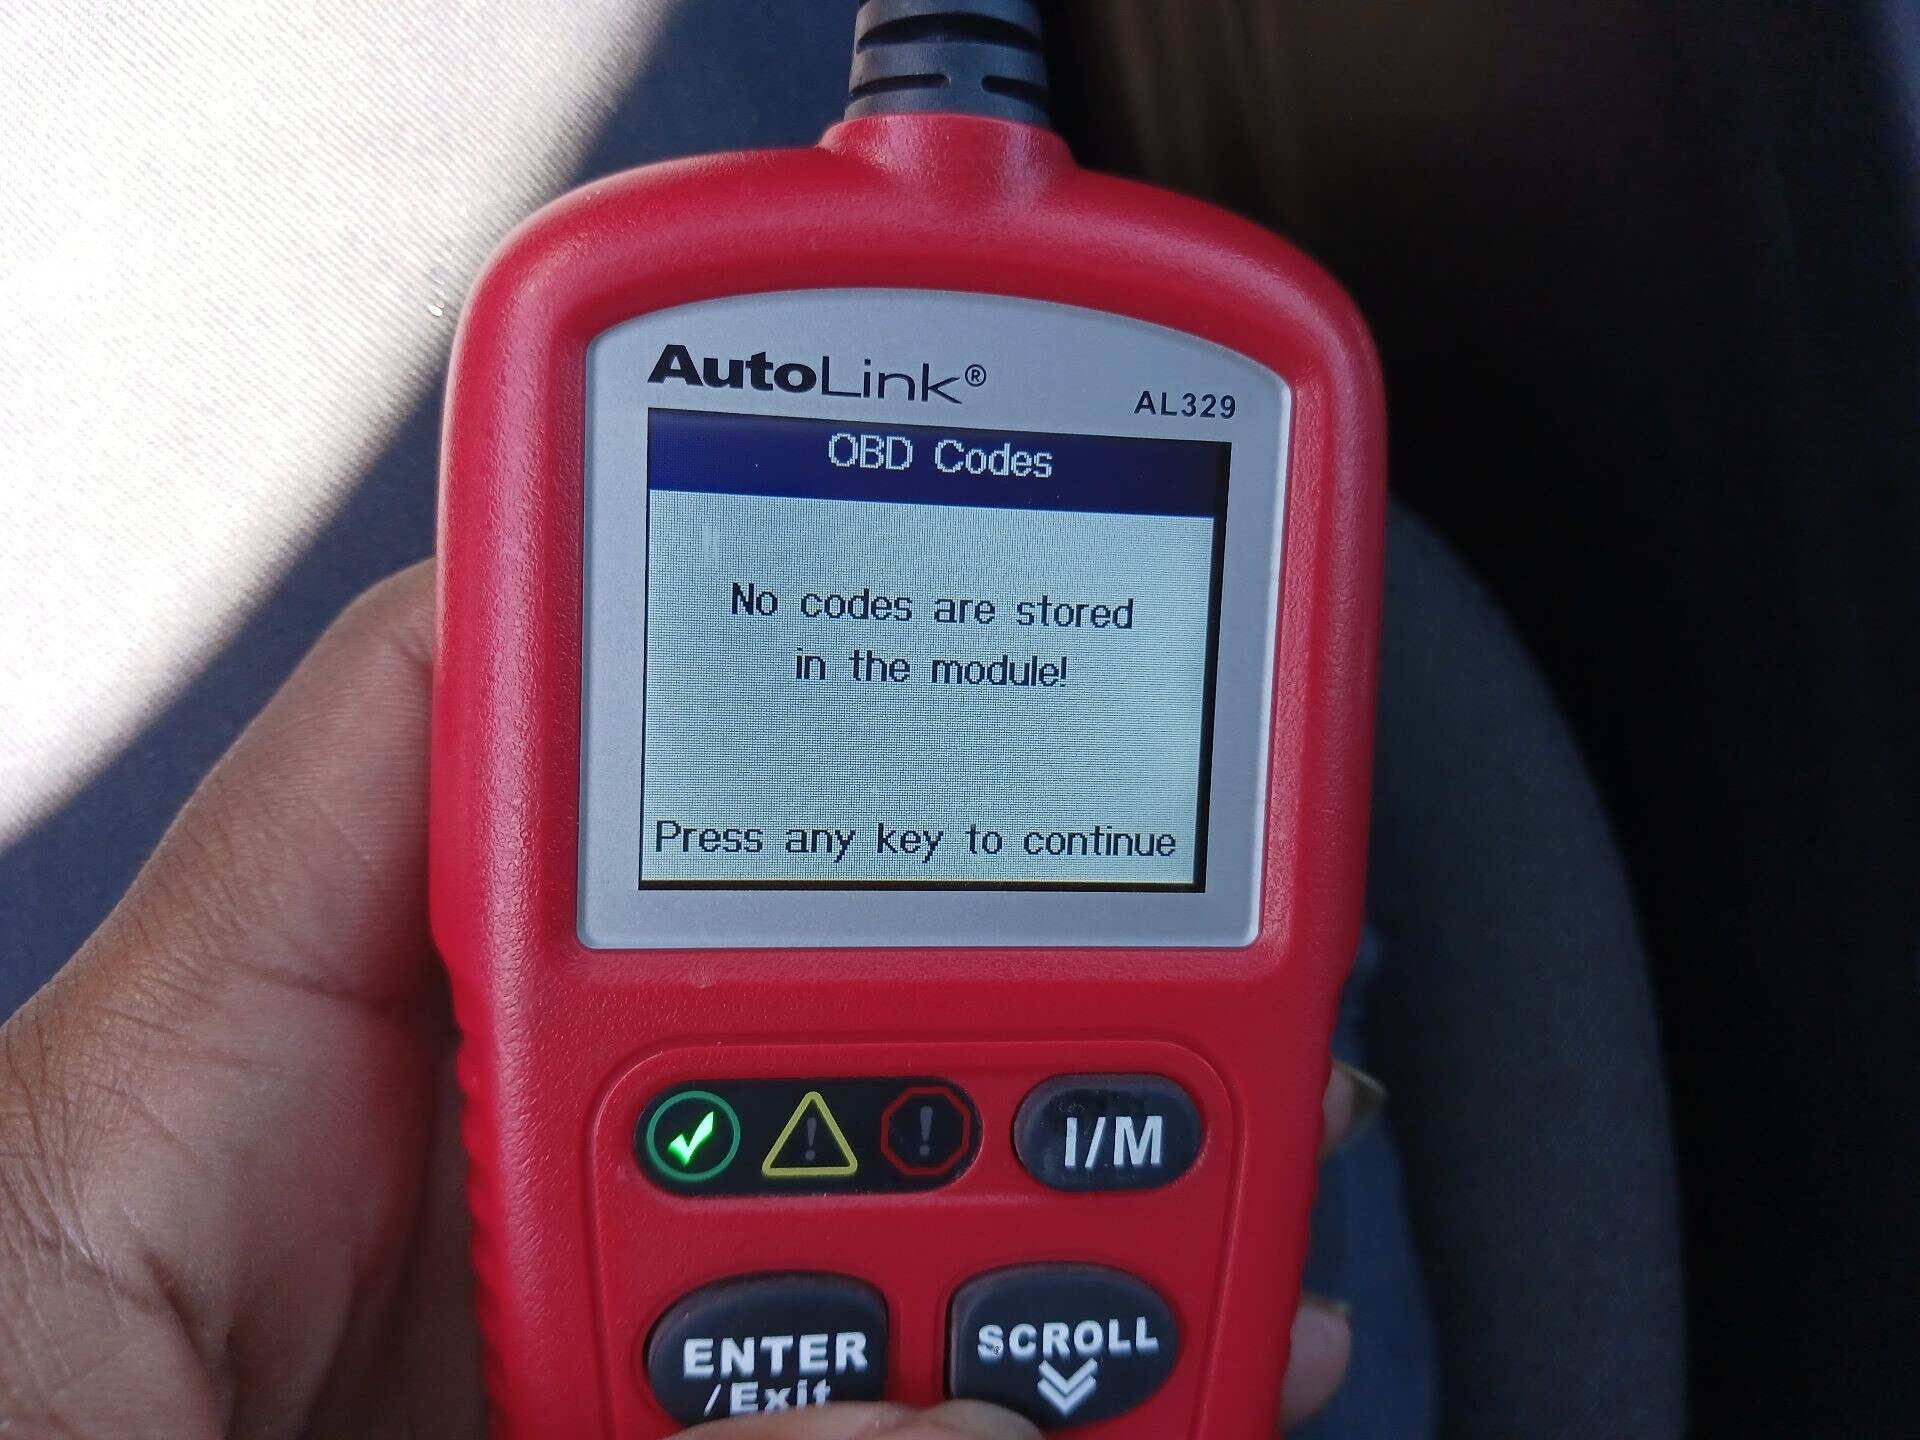 AutoLink®
AL329
OBD Codes
No codes are stored
in the module!
Press any key to continue
I/M
ENTER
/Exit
SCROLL